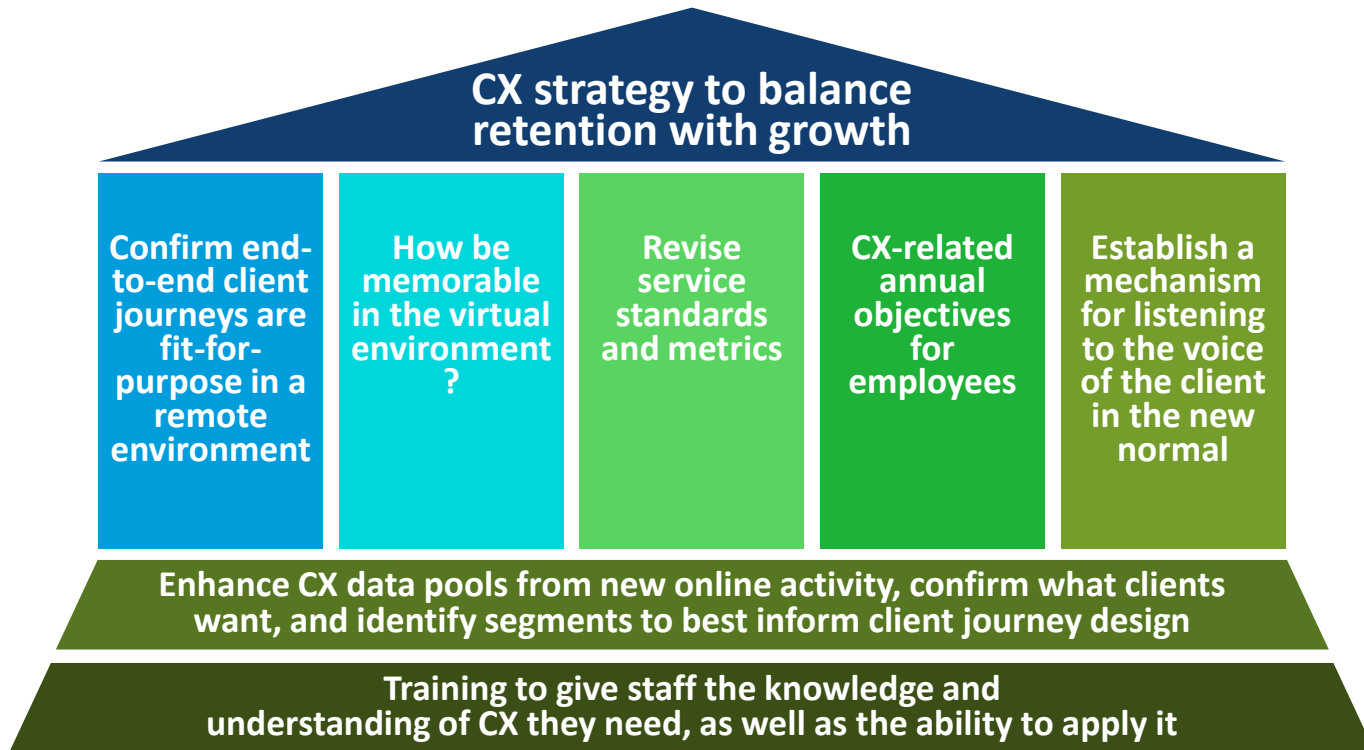 CX strategy to balance
retention with growth
Confirm end-
to-end client
journeys are
fit-for-
purpose in a
remote
environment
How be
memorable
in the virtual
environment
?
Revise
service
standards
and metrics
CX-related
annual
objectives
for
employees
Establish a
mechanism
for listening
to the voice
of the client
in the new
normal
Enhance CX data pools from new online activity, confirm what clients
want, and identify segments to best inform client journey design
Training to give staff the knowledge and
understanding of CX they need, as well as the ability to apply it